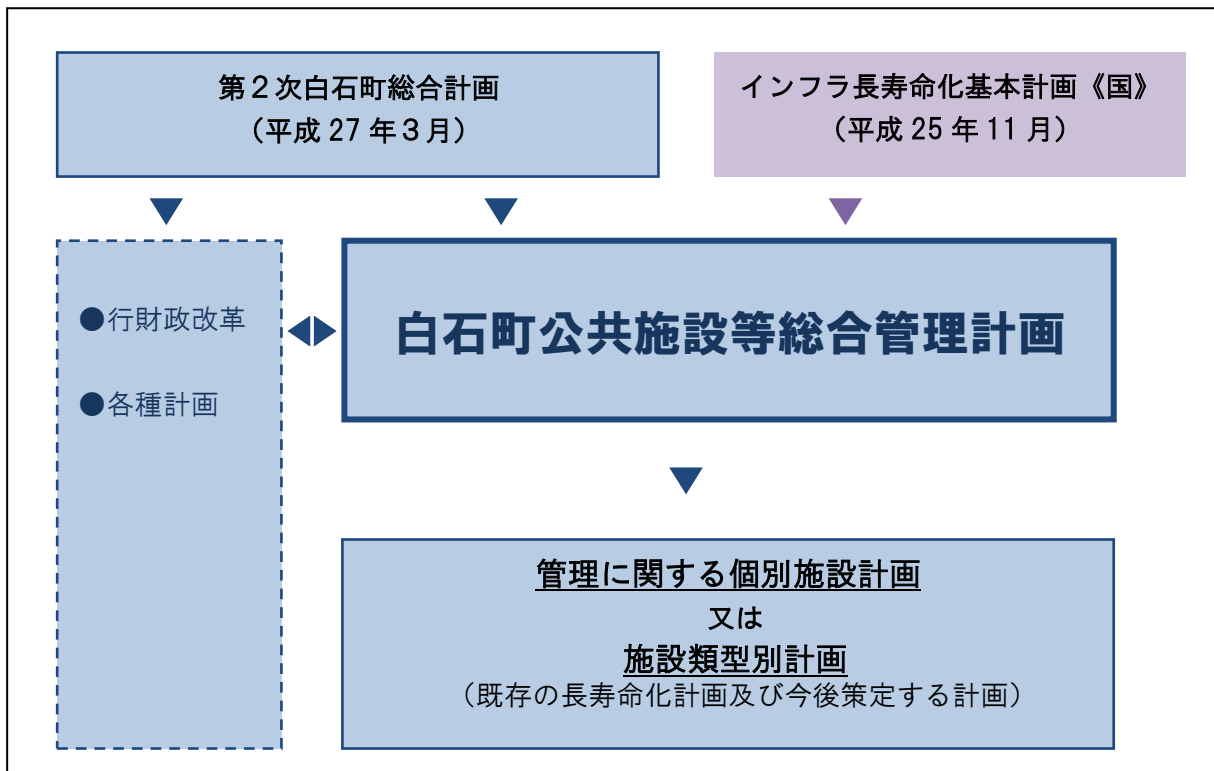 第２次白石町総合計画
（平成 27 年３月）
インフラ長寿命化基本計画《国》
（平成 25 年 11 月）
●行財政改革
●各種計画
白石町公共施設等総合管理計画
管理に関する個別施設計画
又は
施設類型別計画
（既存の長寿命化計画及び今後策定する計画）